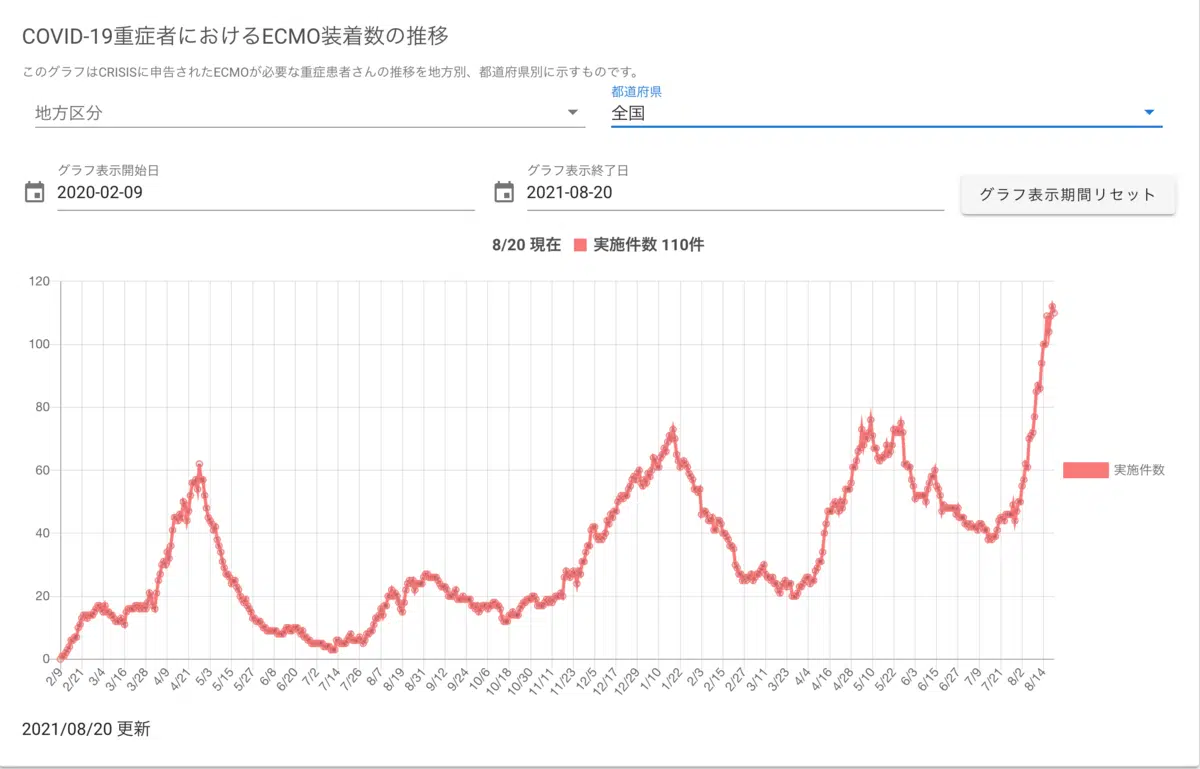 COVID-19重症者におけるECMO装着数の推移
このグラフはCRISISに申告されたECMOが必要な重症患者さんの推移を地方別、都道府県別に示すものです。
都道府県
地方区分
全国
グラフ表示開始日
グラフ表示終了日
2020-02-09
2021-08-20
グラフ表示期間リセット
8/20 現在 実施件数 110件
120
100
80
60
40
20
0
実施件数
2/9 2/21 3/4 3/16 3/28 4/9 4/21 5/3 5/15 5/27 6/8 6/20 7/2 7/14 7/26 8/7 8/19 8/31 9/12 9/24 10/6 10/18 10/30 11/11 11/23 12/5 12/17 12/29 1/10 1/22 2/3 2/15 2/27 3/11 3/23 4/4 4/16 4/28 5/10 5/22 6/3 6/15 6/27 7/9 7/21 8/2 8/14
2021/08/20 更新